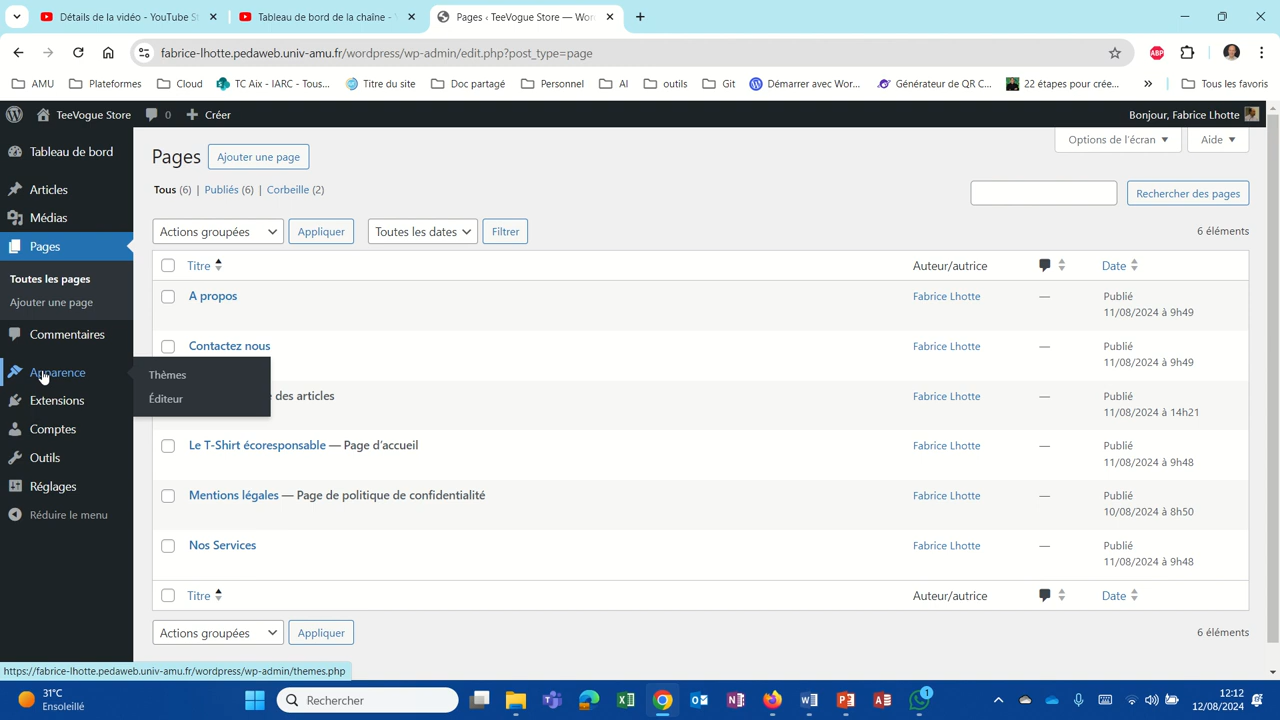 Détails de la vidéo - YouTube S
Tableau de bord de la chaîne - Y
Pages ‹ TeeVogue Store — Wor
fabrice-lhotte.pedaweb.univ-amu.fr/wordpress/wp-admin/edit.php?post_type=page
ABP
AMU
Plateformes
Cloud
TC Aix - IARC - Tous...
Titre du site
Doc partagé
Personnel
AI
outils
Git
Démarrer avec Wor...
Générateur de QR C...
22 étapes pour crée...
»
Tous les favoris
TeeVogue Store
0
Créer
Bonjour, Fabrice Lhotte
Tableau de bord
Articles
Médias
Pages
Toutes les pages
Ajouter une page
Commentaires
Apparence
Thèmes
Éditeur
Extensions
Comptes
Outils
Réglages
Réduire le menu
Options de l'écran
Aide
Pages
Ajouter une page
Tous (6) | Publiés (6) | Corbeille (2)
Rechercher des pages
Actions groupées
Appliquer
Toutes les dates
Filtrer
6 éléments
Titre
Auteur/autrice
Date
A propos
Fabrice Lhotte
—
Publié
11/08/2024 à 9h49
Contactez nous
Fabrice Lhotte
—
Publié
11/08/2024 à 9h49
des articles
Fabrice Lhotte
—
Publié
11/08/2024 à 14h21
Le T-Shirt écoresponsable — Page d'accueil
Fabrice Lhotte
—
Publié
11/08/2024 à 9h48
Mentions légales — Page de politique de confidentialité
Fabrice Lhotte
—
Publié
10/08/2024 à 8h50
Nos Services
Fabrice Lhotte
—
Publié
11/08/2024 à 9h48
Titre
Auteur/autrice
Date
Actions groupées
Appliquer
6 éléments
https://fabrice-lhotte.pedaweb.univ-amu.fr/wordpress/wp-admin/themes.php
31°C
Ensoleillé
Rechercher
1
12:12
12/08/2024